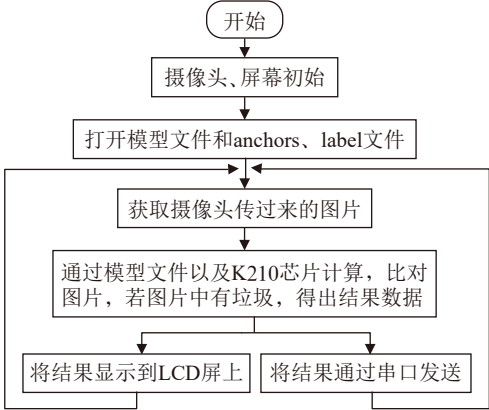 开始
摄像头、屏幕初始
打开模型文件和anchors、label文件
获取摄像头传过来的图片
通过模型文件以及K210芯片计算，比对
图片，若图片中有垃圾，得出结果数据
将结果显示到LCD屏上
将结果通过串口发送